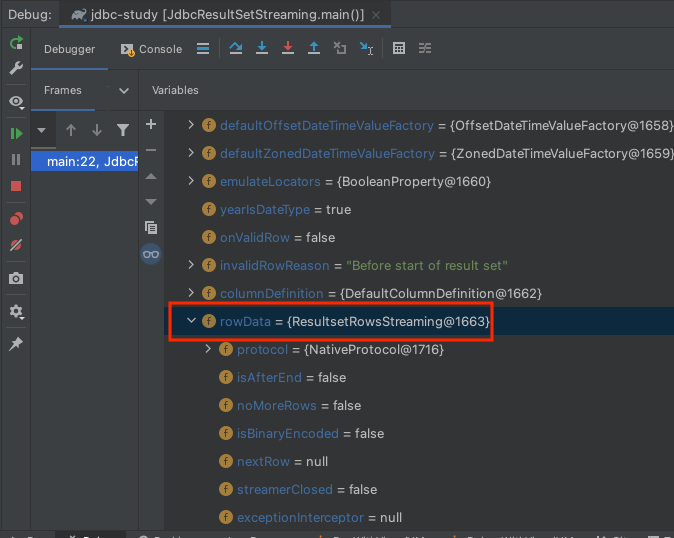 Debug: jdbc-study [JdbcResultSetStreaming.main()]
Debugger Console
Frames Variables
main:22, JdbcR
defaultOffsetDateTimeValueFactory = {OffsetDateTimeValueFactory@1658}
defaultZonedDateTimeValueFactory = {ZonedDateTimeValueFactory@1659}
emulateLocators = {BooleanProperty@1660}
yearIsDateType = true
onValidRow = false
invalidRowReason = "Before start of result set"
columnDefinition = {DefaultColumnDefinition@1662}
rowData = {ResultsetRowsStreaming@1663}
protocol = {NativeProtocol@1716}
isAfterEnd = false
noMoreRows = false
isBinaryEncoded = false
nextRow = null
streamerClosed = false
exceptionInterceptor = null